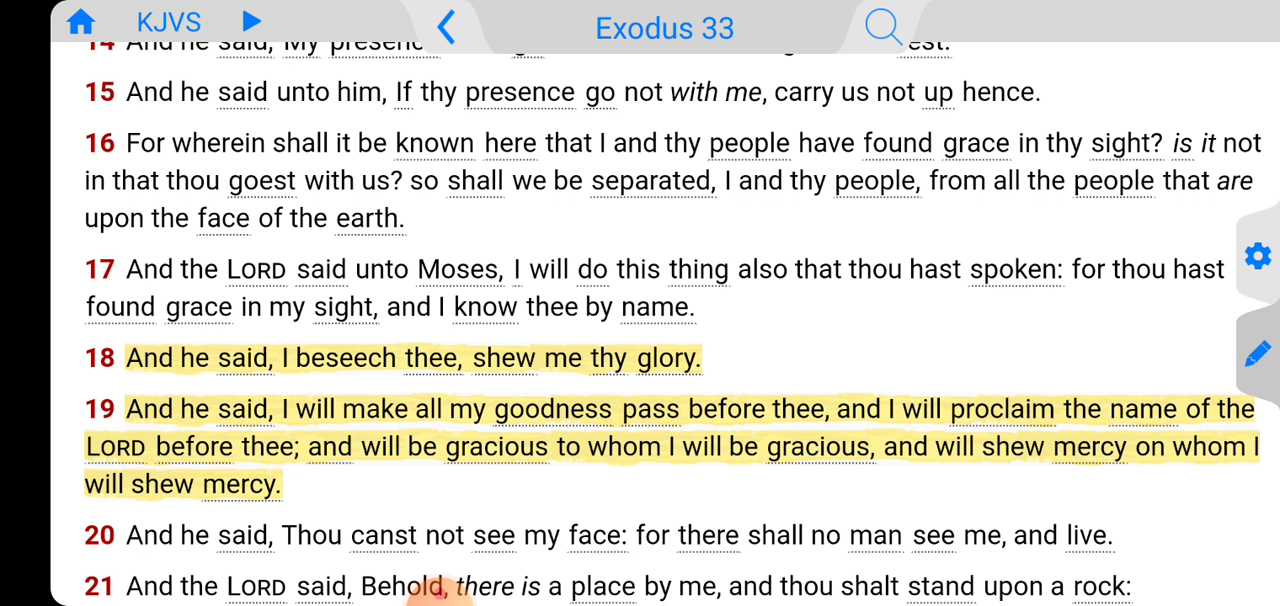 KJVS
Exodus 33
14 And he said, My presenc est.
15 And he said unto him, If thy presence go not with me, carry us not up hence.
16 For wherein shall it be known here that I and thy people have found grace in thy sight? is it not
in that thou goest with us? so shall we be separated, I and thy people, from all the people that are
upon the face of the earth.
17 And the LORD said unto Moses, I will do this thing also that thou hast spoken: for thou hast
found grace in my sight, and I know thee by name.
18 And he said, I beseech thee, shew me thy glory.
19 And he said, I will make all my goodness pass before thee, and I will proclaim the name of the
LORD before thee; and will be gracious to whom I will be gracious, and will shew mercy on whom I
will shew mercy.
20 And he said, Thou canst not see my face: for there shall no man see me, and live.
21 And the LORD said, Behold, there is a place by me, and thou shalt stand upon a rock: